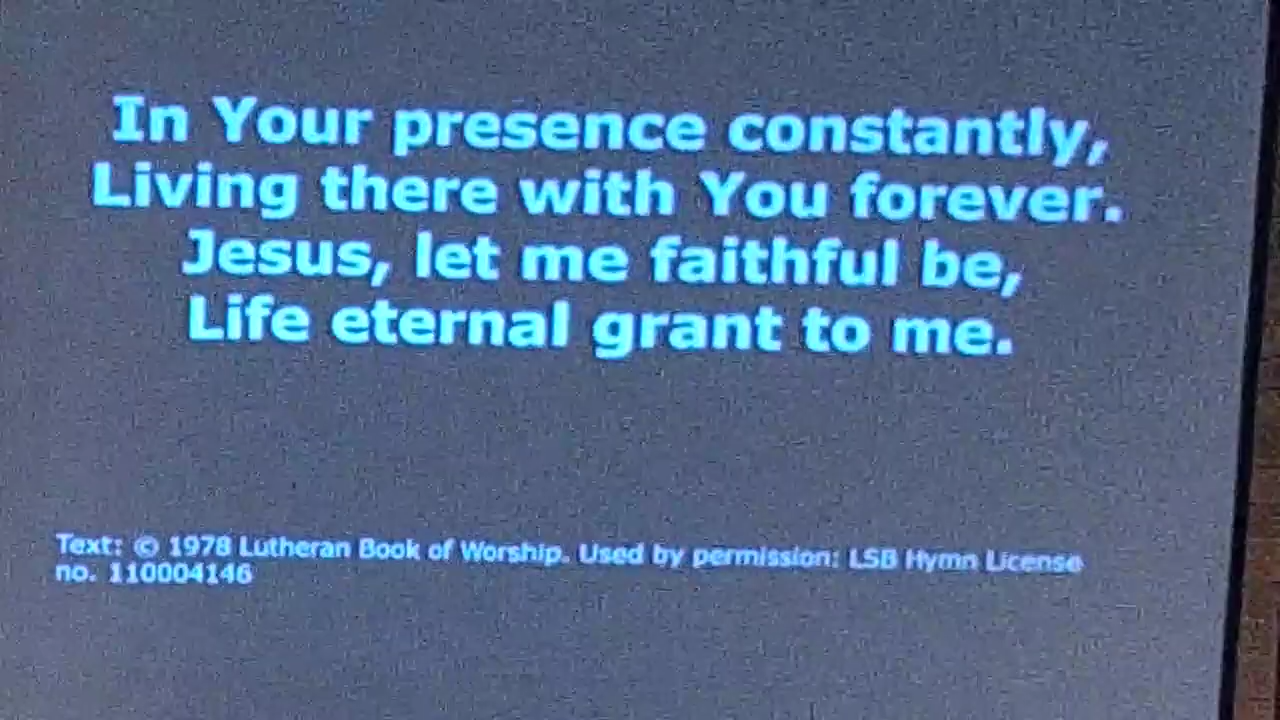 In Your presence constantly,
Living there with You forever.
Jesus, let me faithful be,
Life eternal grant to me.
Text: © 1978 Lutheran Book of Worship. Used by permission: LSB Hymn License
no. 110004146